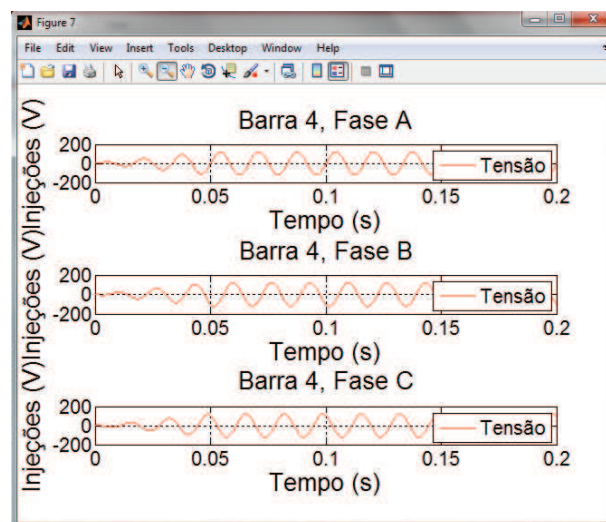 Figure 7
File Edit View Insert Tools Desktop Window Help
Barra 4, Fase A
Injeções (V)
200
0
-200
Tensão
0 0.05 0.1 0.15 0.2
Tempo (s)
Barra 4, Fase B
Injeções (V)
200
0
-200
Tensão
0 0.05 0.1 0.15 0.2
Tempo (s)
Barra 4, Fase C
Injeções (V)
200
0
-200
Tensão
0 0.05 0.1 0.15 0.2
Tempo (s)